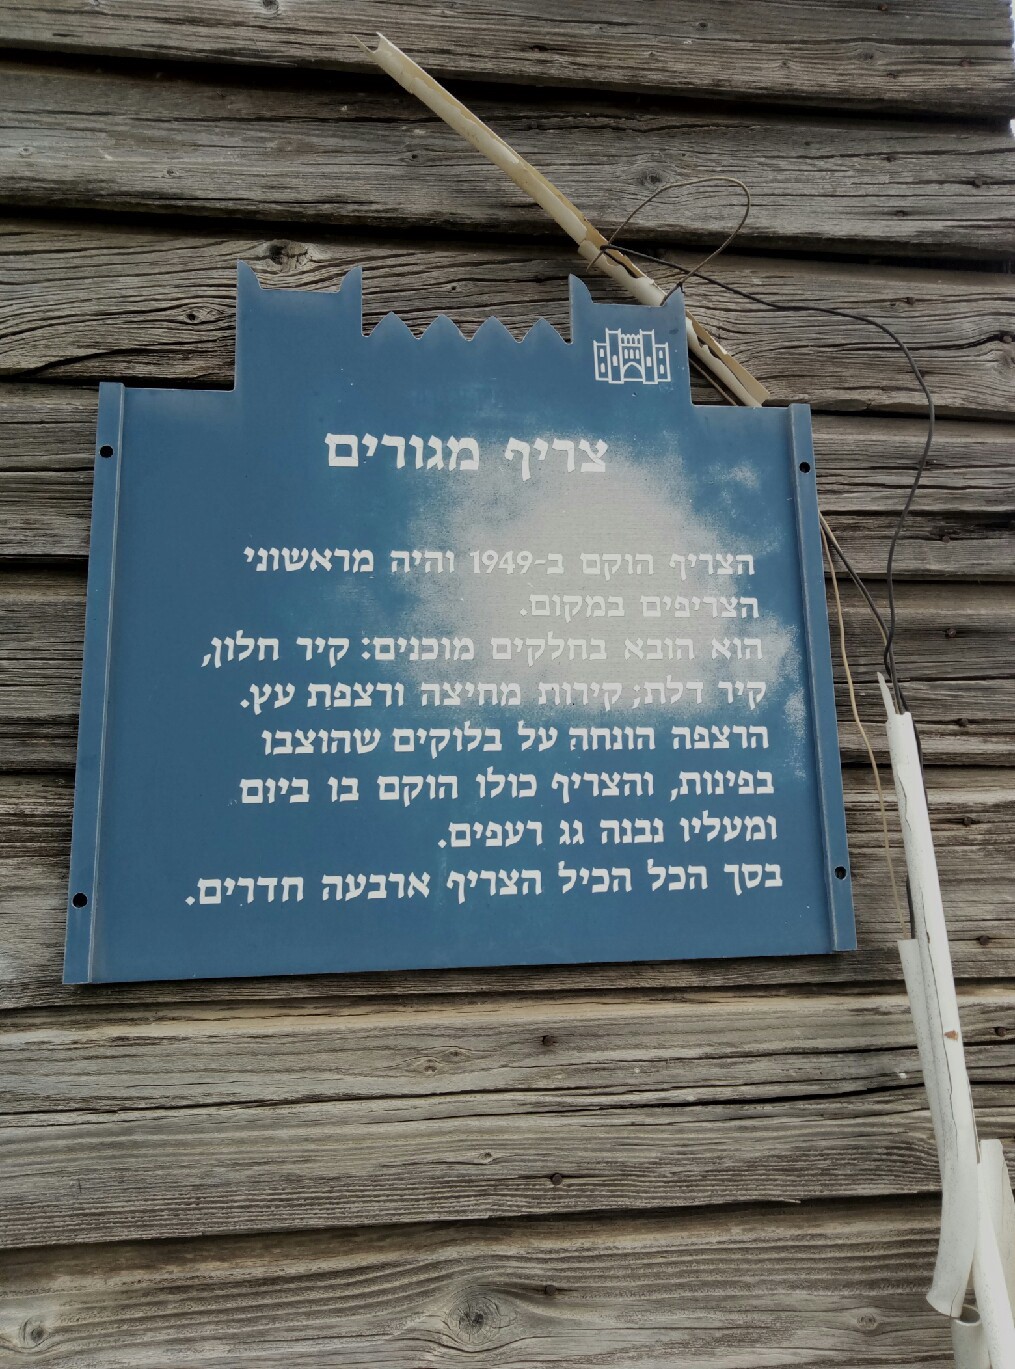 צריף מגורים
הצריף הוקם ב-1949 והיה מראשוני
הצריפים במקום.
הוא הובא בחלקים מוכנים: קיר חלון,
קיר דלת; קירות מחיצה ורצפת עץ.
הרצפה הונחה על בלוקים שהוצבו
בפינות, והצריף כולו הוקם בו ביום
ומעליו נבנה גג רעפים.
בסך הכל הכיל הצריף ארבעה חדרים.